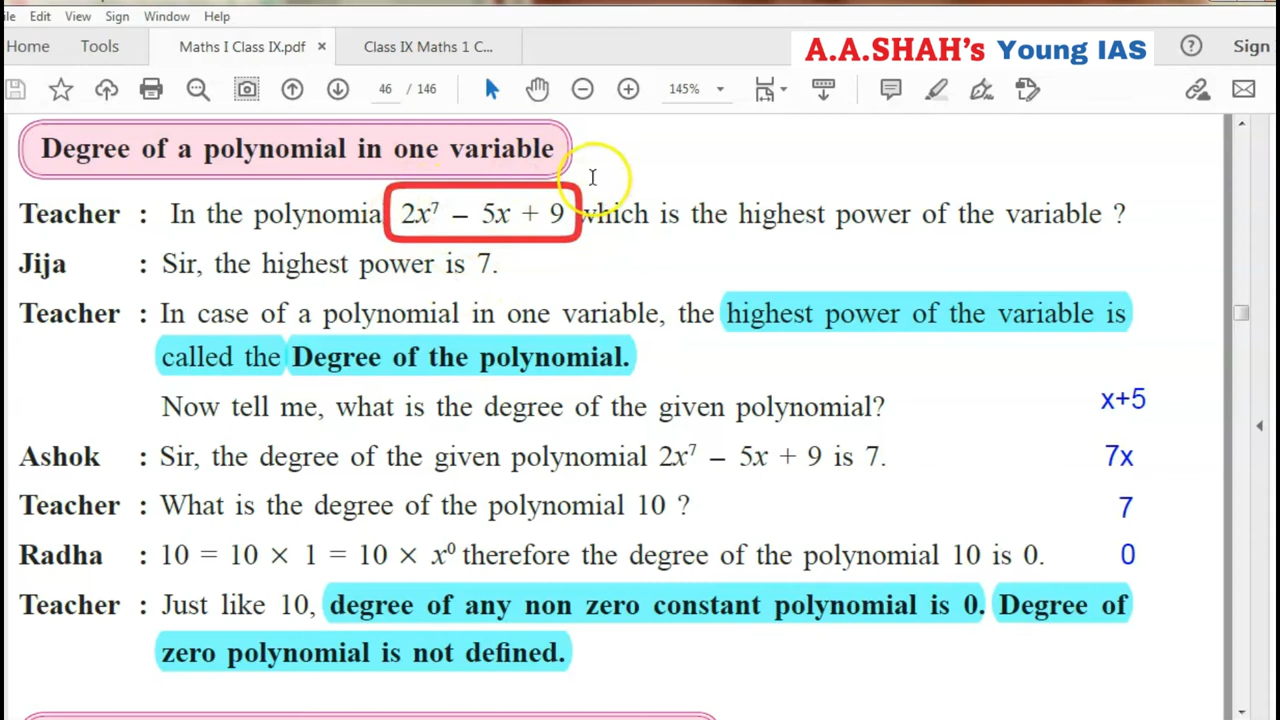 ile Edit View Sign Window Help
Home Tools Maths I Class IX.pdf × Class IX Maths 1 C... A.A.SHAH's Young IAS Sign
46 / 146 145%
Degree of a polynomial in one variable
Teacher : In the polynomia 2x⁷ – 5x + 9 which is the highest power of the variable ?
Jija : Sir, the highest power is 7.
Teacher : In case of a polynomial in one variable, the highest power of the variable is
called the Degree of the polynomial.
Now tell me, what is the degree of the given polynomial? x+5
Ashok : Sir, the degree of the given polynomial 2x⁷ – 5x + 9 is 7. 7x
Teacher : What is the degree of the polynomial 10 ? 7
Radha : 10 = 10 × 1 = 10 × x⁰ therefore the degree of the polynomial 10 is 0. 0
Teacher : Just like 10, degree of any non zero constant polynomial is 0. Degree of
zero polynomial is not defined.